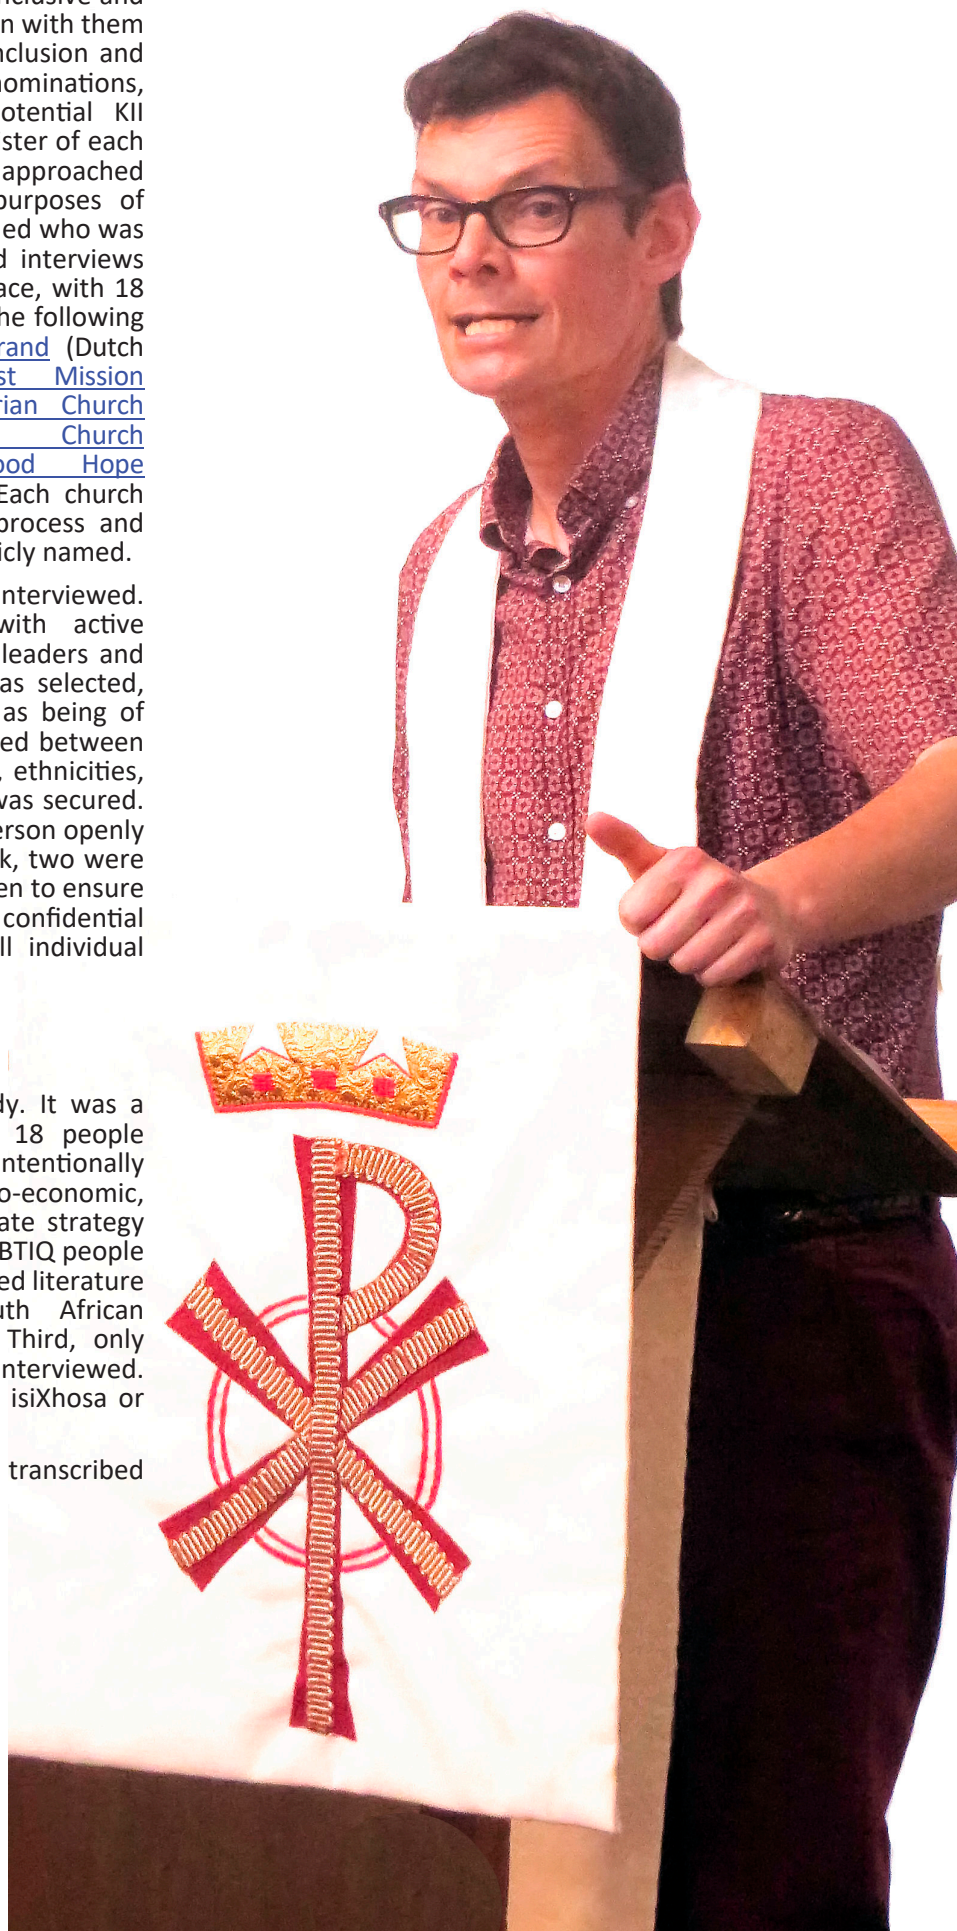 and
n with them
nclusion and
nominations,
otential KII
ister of each
approached
purposes of
ed who was
d interviews
ace, with 18
he following
rand (Dutch
st Mission
rian Church
Church
ood Hope
Each church
process and
icly named.
nterviewed.
with active
leaders and
as selected,
as being of
ed between
, ethnicities,
was secured.
erson openly
k, two were
en to ensure
confidential
ll individual
dy. It was a
18 people
ntentionally
o-economic,
ate strategy
BTIQ people
ed literature
uth African
Third, only
nterviewed.
isiXhosa or
transcribed